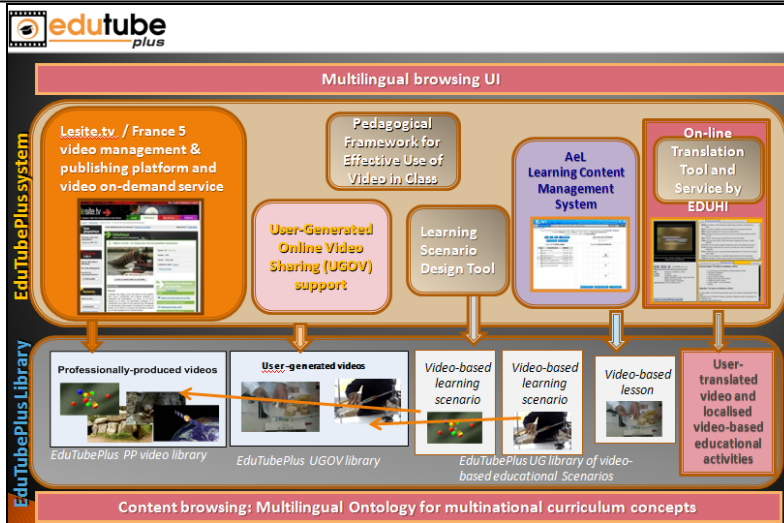 edutube
plus
Multilingual browsing UI
EduTubePlus system
Lesite.tv / France 5
video management &
publishing platform and
video on-demand service
Pedagogical
Framework for
Effective Use of
Video in Class
User-Generated
Online Video
Sharing (UGOV)
support
Learning
Scenario
Design Tool
AeL
Learning Content
Management
System
On-line
Translation
Tool and
Service by
EDUHI
lesite.tv
EduTubePlus Library
Professionally-produced videos
EduTubePlus PP video library
User-generated videos
EduTubePlus UGOV library
Video-based
learning
scenario
Video-based
learning
scenario
Video-based
lesson
EduTubePlus UG library of video-
based educational Scenarios
User-
translated
video and
localised
video-based
educational
activities
Content browsing: Multilingual Ontology for multinational curriculum concepts